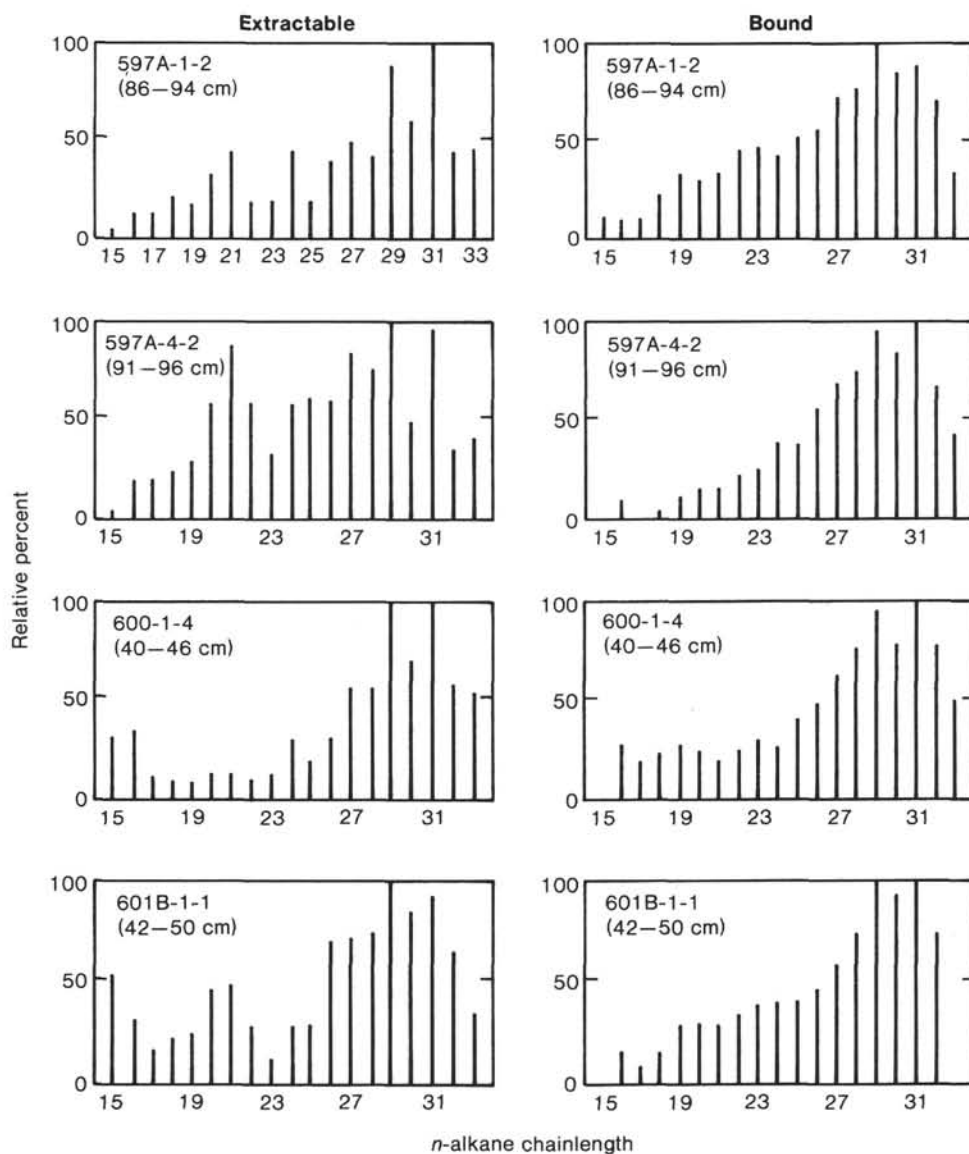 Extractable
Bound
Relative percent
100
50
0
597A-1-2
(86—94 cm)
15 17 19 21 23 25 27 29 31 33
100
50
0
597A-1-2
(86—94 cm)
15 19 23 27 31
100
50
0
597A-4-2
(91—96 cm)
15 19 23 27 31
100
50
0
597A-4-2
(91—96 cm)
15 19 23 27 31
100
50
0
600-1-4
(40—46 cm)
15 19 23 27 31
100
50
0
600-1-4
(40—46 cm)
15 19 23 27 31
100
50
0
601B-1-1
(42—50 cm)
15 19 23 27 31
100
50
0
601B-1-1
(42—50 cm)
15 19 23 27 31
n-alkane chainlength